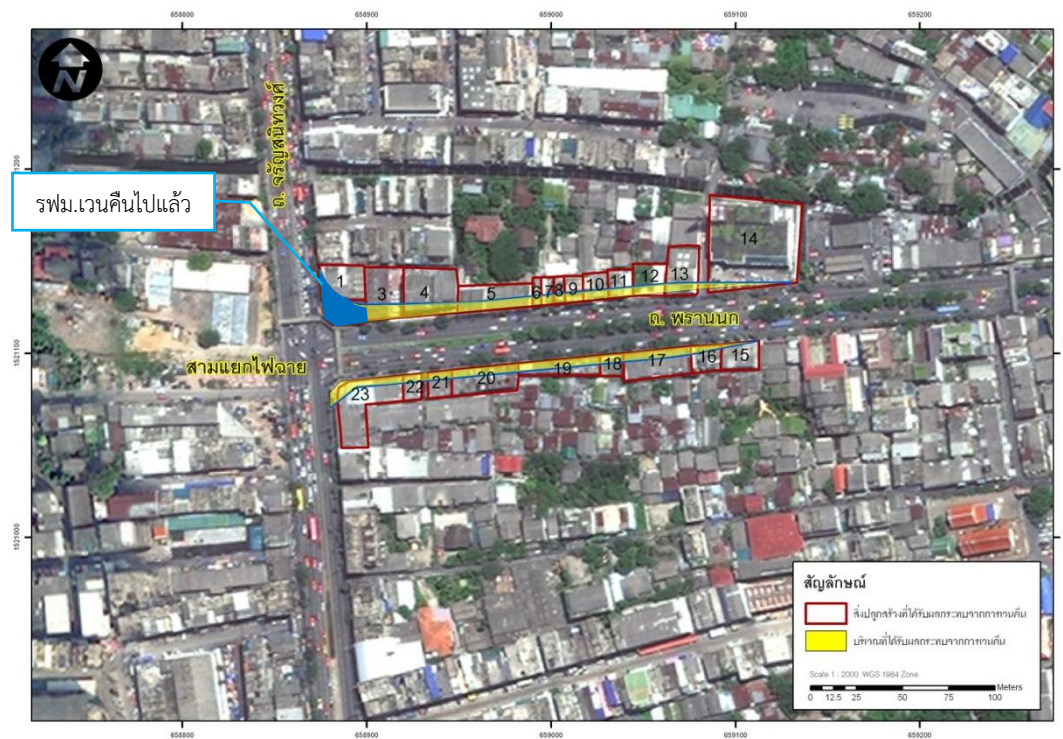 658800 658900 659000 659100 659200
N
ถ. จรัญสนิทวงศ์
1521200
รฟม.เวนคืนไปแล้ว
14
1
3
4
5
6
7
8
9
10
11
12
13
ถ. พรานนก
1521100
สามแยกไฟฉาย
23
22
21
20
19
18
17
16
15
1521000
สัญลักษณ์
สิ่งปลูกสร้างที่ได้รับผลกระทบจากการเวนคืน
บริเวณที่ได้รับผลกระทบจากการเวนคืน
Scale 1 : 2000 WGS 1984 Zone
Meters
0 12.5 25 50 75 100
658800 658900 659000 659100 659200